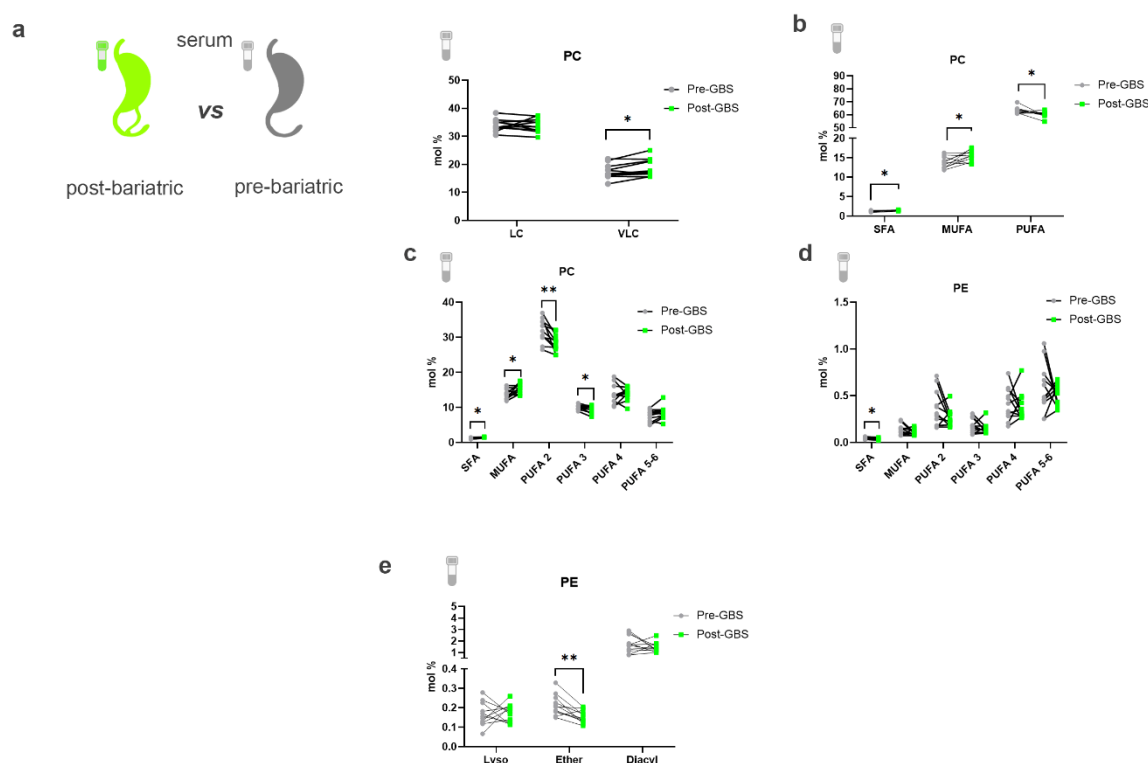 a
serum
vs
post-bariatric
pre-bariatric
PC
Pre-GBS
Post-GBS
mol %
50
40
30
20
10
0
*
LC
VLC
b
PC
Pre-GBS
Post-GBS
mol %
90
80
70
60
50
20
15
10
5
0
*
*
*
SFA
MUFA
PUFA
c
PC
Pre-GBS
Post-GBS
mol %
40
30
20
10
0
*
*
**
*
SFA
MUFA
PUFA 2
PUFA 3
PUFA 4
PUFA 5-6
d
PE
Pre-GBS
Post-GBS
mol %
1.5
1.0
0.5
0.0
*
SFA
MUFA
PUFA 2
PUFA 3
PUFA 4
PUFA 5-6
e
PE
Pre-GBS
Post-GBS
mol %
5
4
3
2
1
0.4
0.3
0.2
0.1
0.0
**
Lyso
Ether
Diacyl